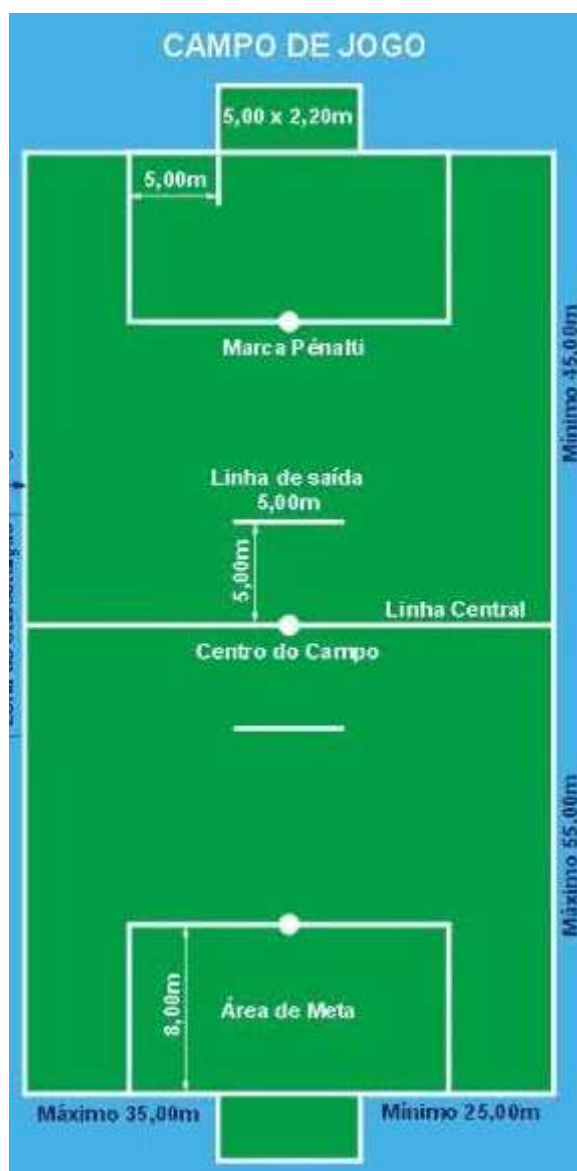 CAMPO DE JOGO
5,00 x 2,20m
5,00m
Marca Pénalti
Mínimo 45,00m
Linha de saída
5,00m
5,00m
Linha Central
Centro do Campo
Máximo 55,00m
8,00m
Área de Meta
Máximo 35,00m
Mínimo 25,00m